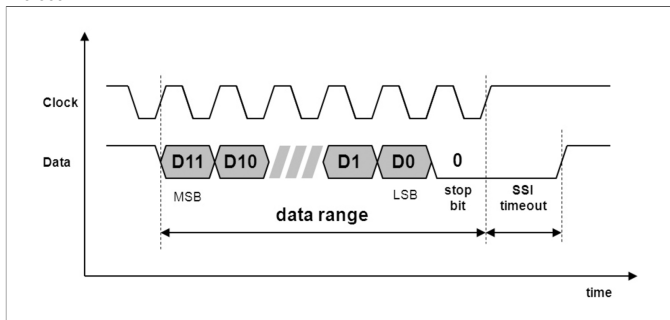 Clock
Data
D11
D10
D1
D0
0
MSB
LSB
stop
bit
SSI
timeout
data range
time